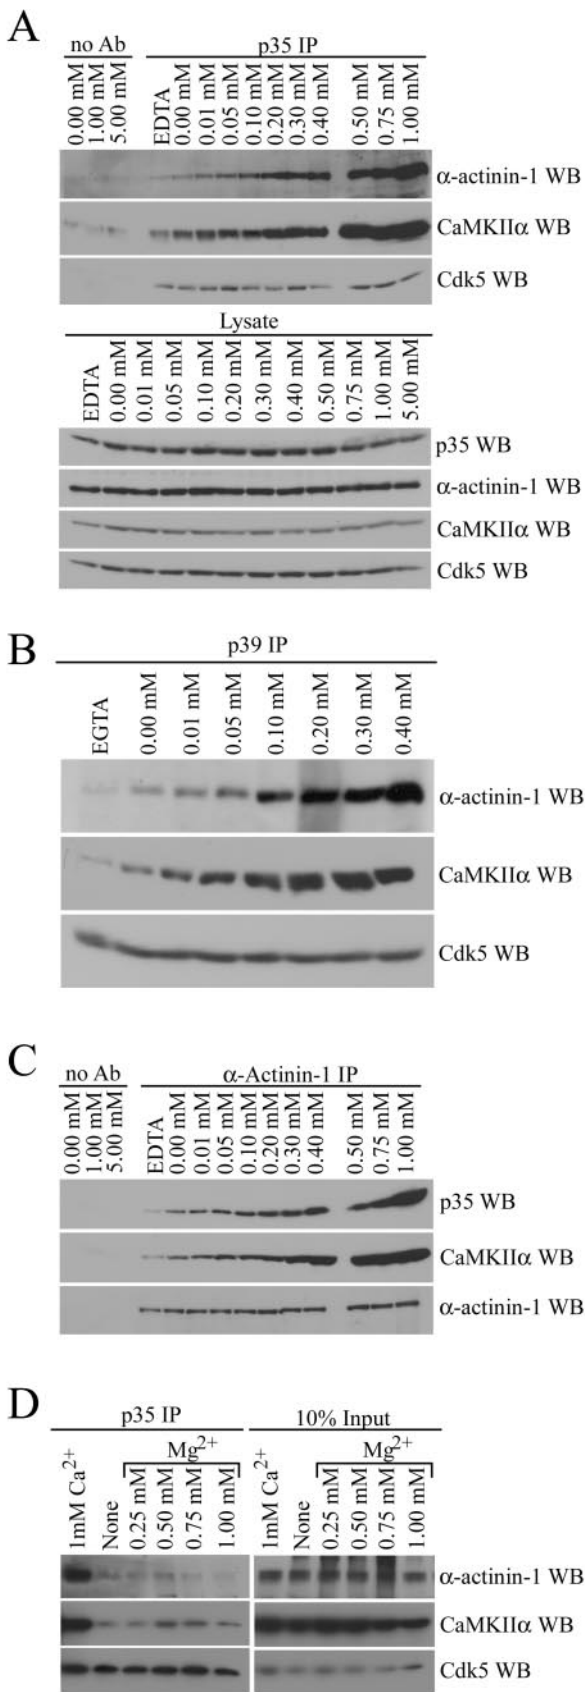 A
no Ab p35 IP
0.00 mM 1.00 mM 5.00 mM EDTA 0.00 mM 0.01 mM 0.05 mM 0.10 mM 0.20 mM 0.30 mM 0.40 mM 0.50 mM 0.75 mM 1.00 mM
α-actinin-1 WB
CaMKIIα WB
Cdk5 WB
Lysate
EDTA 0.00 mM 0.01 mM 0.05 mM 0.10 mM 0.20 mM 0.30 mM 0.40 mM 0.50 mM 0.75 mM 1.00 mM 5.00 mM
p35 WB
α-actinin-1 WB
CaMKIIα WB
Cdk5 WB
B
p39 IP
EGTA 0.00 mM 0.01 mM 0.05 mM 0.10 mM 0.20 mM 0.30 mM 0.40 mM
α-actinin-1 WB
CaMKIIα WB
Cdk5 WB
C
no Ab α-Actinin-1 IP
0.00 mM 1.00 mM 5.00 mM EDTA 0.00 mM 0.01 mM 0.05 mM 0.10 mM 0.20 mM 0.30 mM 0.40 mM 0.50 mM 0.75 mM 1.00 mM
p35 WB
CaMKIIα WB
α-actinin-1 WB
D
p35 IP 10% Input
Mg²⁺ Mg²⁺
1mM Ca²⁺ None 0.25 mM 0.50 mM 0.75 mM 1.00 mM 1mM Ca²⁺ None 0.25 mM 0.50 mM 0.75 mM 1.00 mM
α-actinin-1 WB
CaMKIIα WB
Cdk5 WB